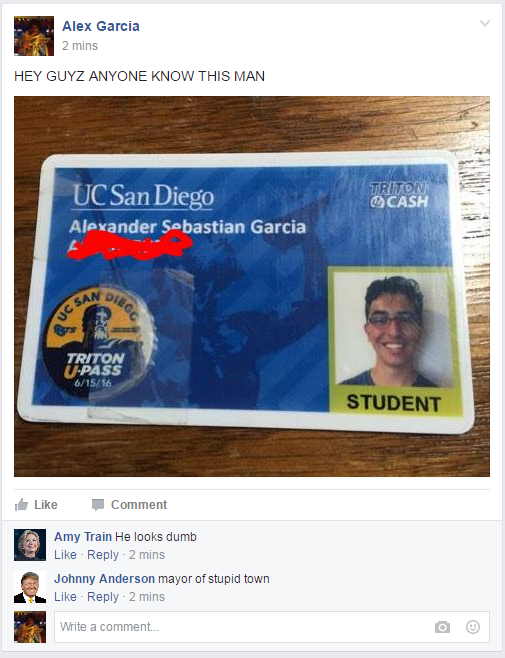 Alex Garcia
2 mins
HEY GUYZ ANYONE KNOW THIS MAN
UC San Diego
TRITON
CASH
Alexander Sebastian Garcia
UC SAN DIEGO
TRITON
U-PASS
6/15/16
STUDENT
Like Comment
Amy Train He looks dumb
Like · Reply · 2 mins
Johnny Anderson mayor of stupid town
Like · Reply · 2 mins
Write a comment...